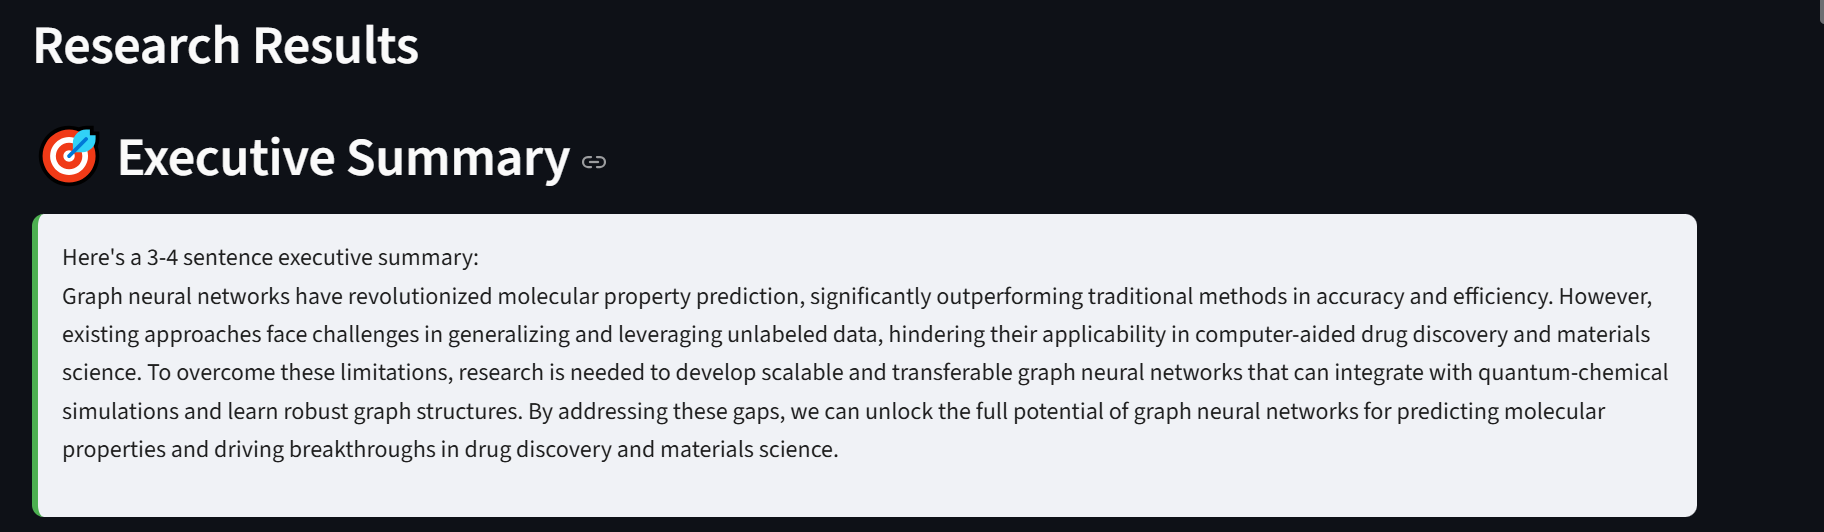 Research Results
Executive Summary
Here's a 3-4 sentence executive summary:
Graph neural networks have revolutionized molecular property prediction, significantly outperforming traditional methods in accuracy and efficiency. However,
existing approaches face challenges in generalizing and leveraging unlabeled data, hindering their applicability in computer-aided drug discovery and materials
science. To overcome these limitations, research is needed to develop scalable and transferable graph neural networks that can integrate with quantum-chemical
simulations and learn robust graph structures. By addressing these gaps, we can unlock the full potential of graph neural networks for predicting molecular
properties and driving breakthroughs in drug discovery and materials science.